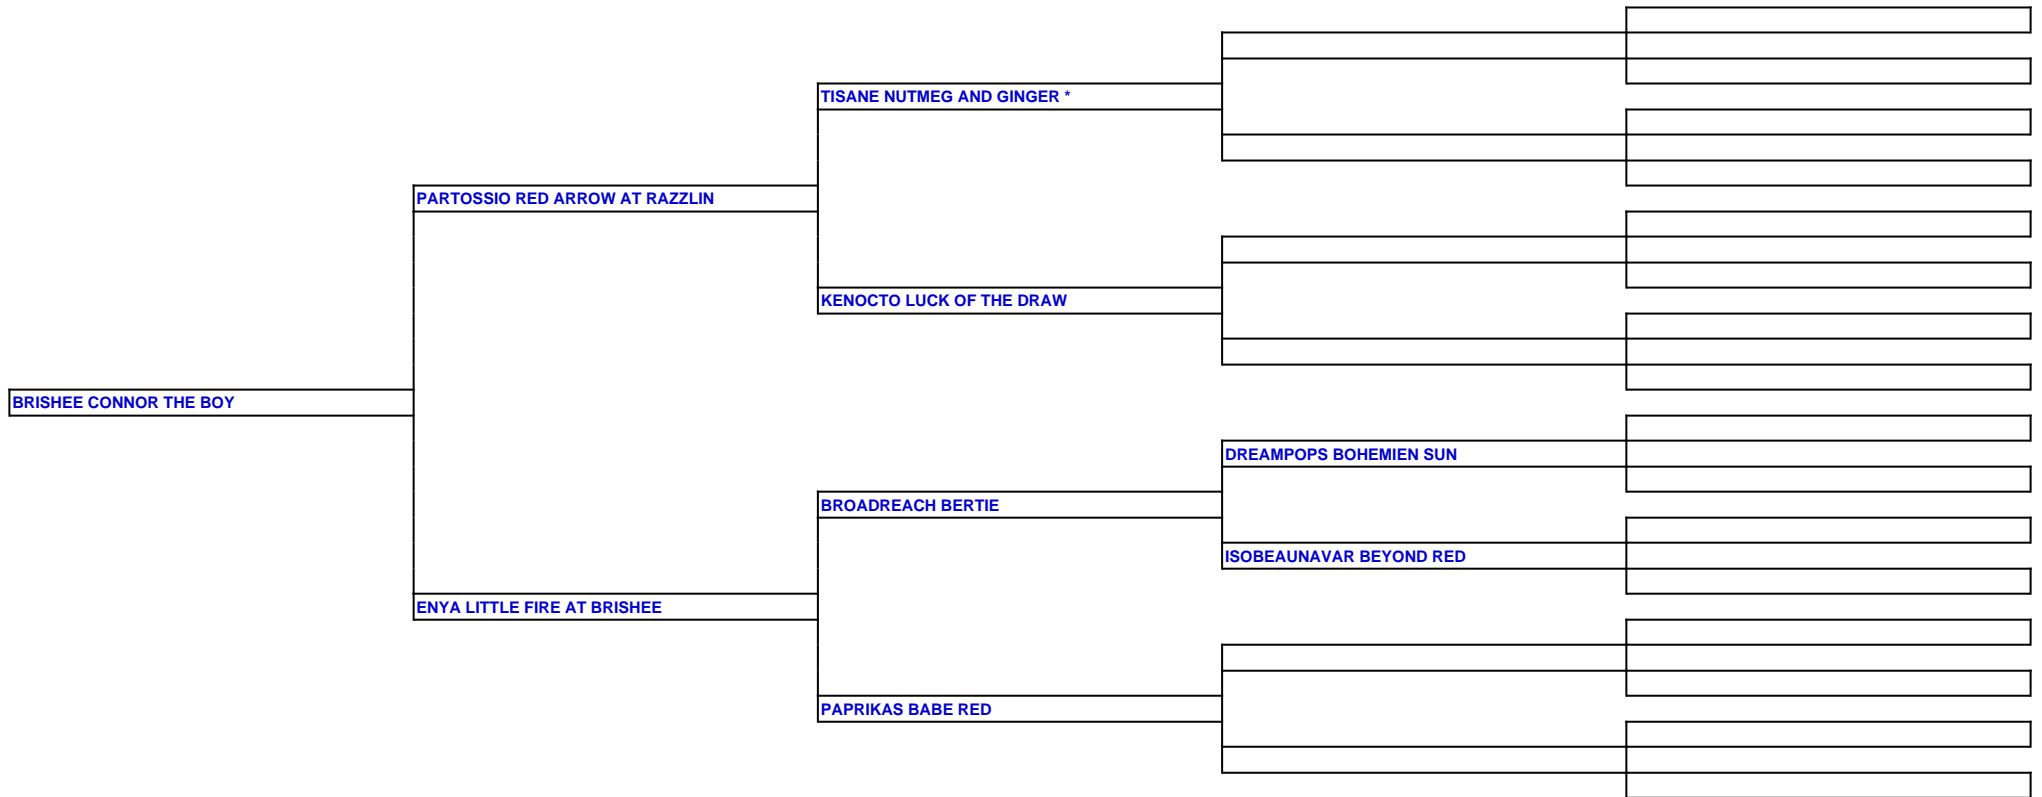 TISANE NUTMEG AND GINGER *
PARTOSSIO RED ARROW AT RAZZLIN
KENOCTO LUCK OF THE DRAW
BRISHEE CONNOR THE BOY
DREAMPOPS BOHEMIEN SUN
BROADREACH BERTIE
ISOBEAUNAVAR BEYOND RED
ENYA LITTLE FIRE AT BRISHEE
PAPRIKAS BABE RED